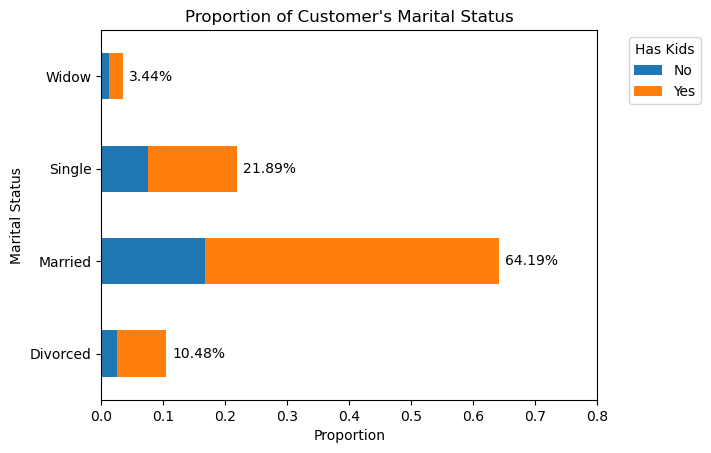 Proportion of Customer's Marital Status
Has Kids
No
Yes
Marital Status
Widow
3.44%
Single
21.89%
Married
64.19%
Divorced
10.48%
0.0 0.1 0.2 0.3 0.4 0.5 0.6 0.7 0.8
Proportion